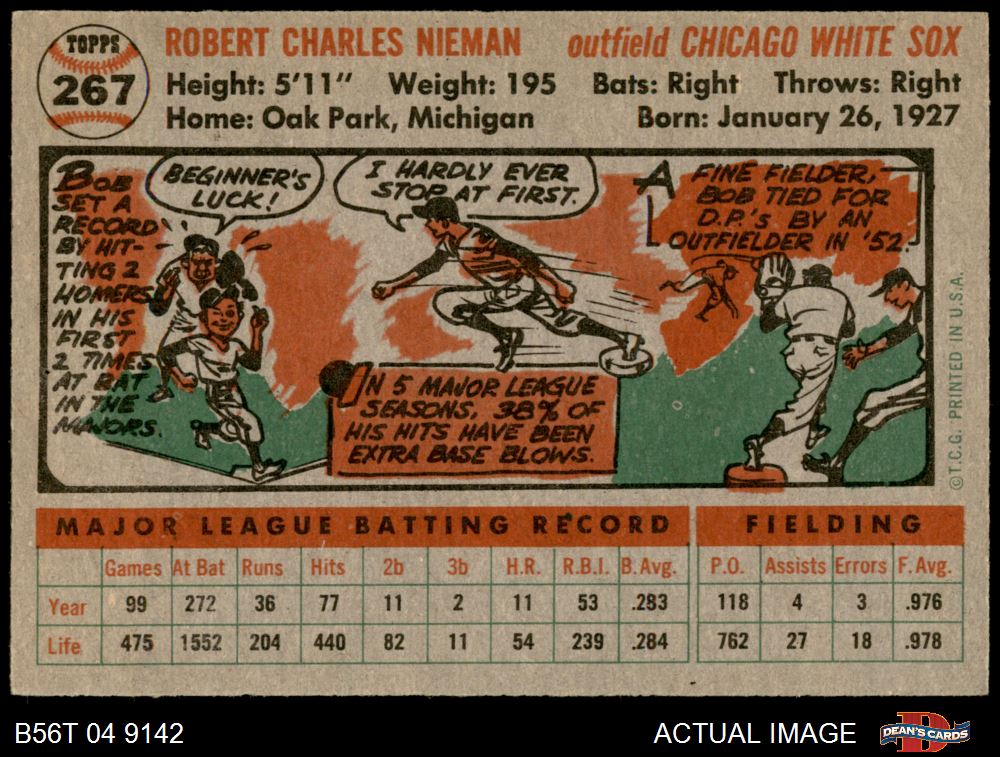 TOPPS
267
ROBERT CHARLES NIEMAN outfield CHICAGO WHITE SOX
Height: 5'11" Weight: 195 Bats: Right Throws: Right
Home: Oak Park, Michigan Born: January 26, 1927
BOB
SET A
RECORD
BY HIT-
TING 2
HOMERS
IN HIS
FIRST
2 TIMES
AT BAT
IN THE
MAJORS.
BEGINNER'S
LUCK!
I HARDLY EVER
STOP AT FIRST.
IN 5 MAJOR LEAGUE
SEASONS, 38% OF
HIS HITS HAVE BEEN
EXTRA BASE BLOWS.
A FINE FIELDER,
BOB TIED FOR
D.P.'S BY AN
OUTFIELDER IN '52.
©T.C.G. PRINTED IN U.S.A.
MAJOR LEAGUE BATTING RECORD FIELDING
Games At Bat Runs Hits 2b 3b H.R. R.B.I. B.Avg. P.O. Assists Errors F.Avg.
Year 99 272 36 77 11 2 11 53 .283 118 4 3 .976
Life 475 1552 204 440 82 11 54 239 .284 762 27 18 .978
B56T 04 9142 ACTUAL IMAGE DEAN'S CARDS